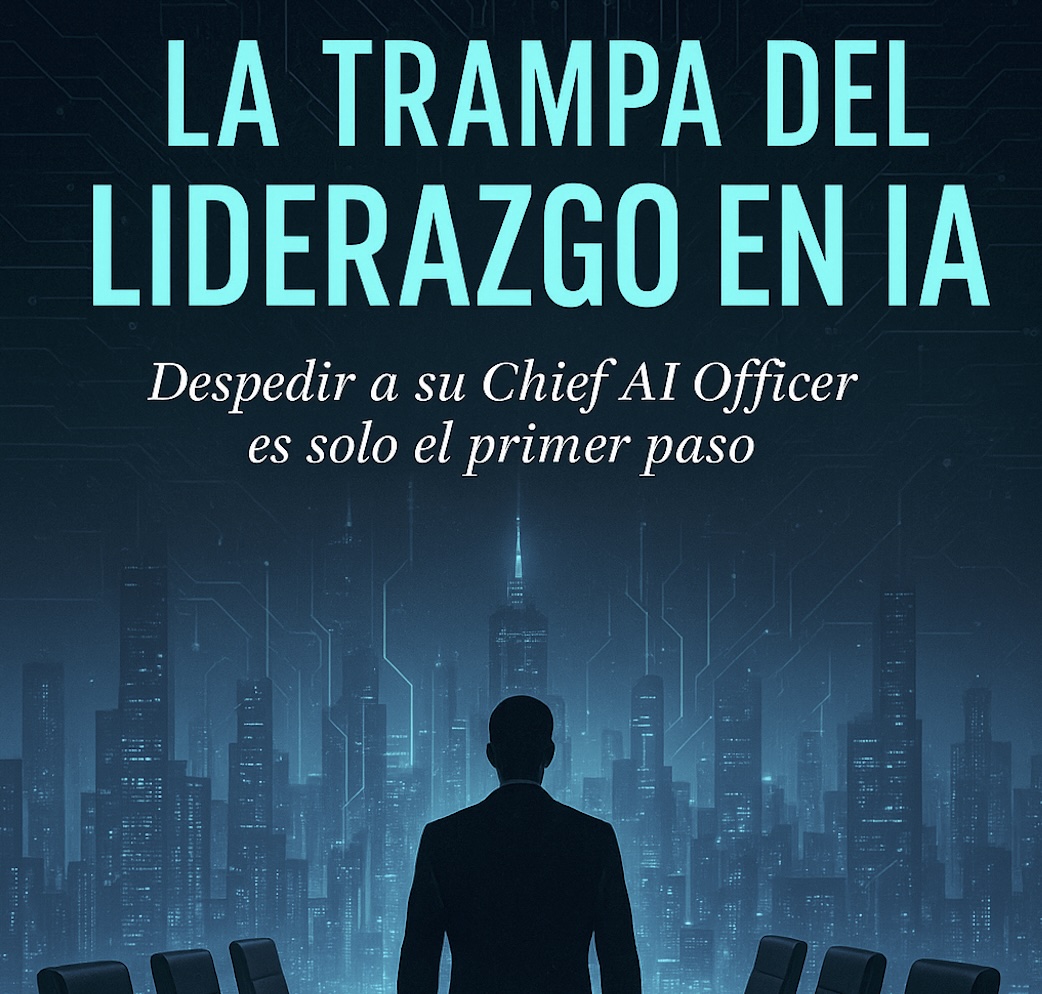 LA TRAMPA DEL
LIDERAZGO EN IA
Despedir a su Chief AI Officer
es solo el primer paso